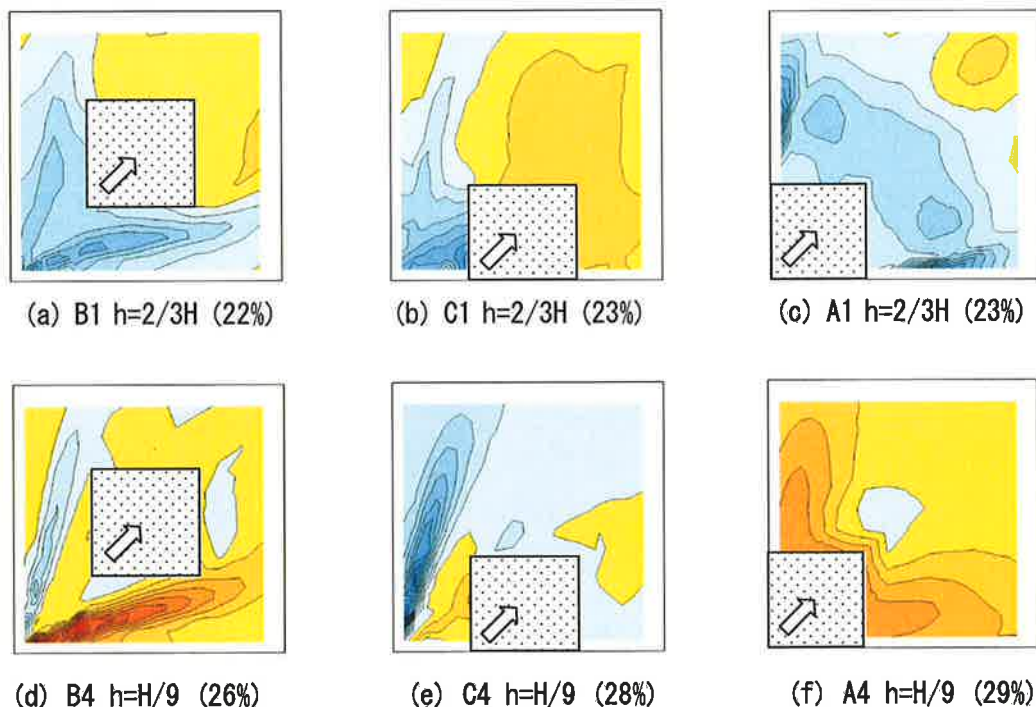 (a) B1 h=2/3H (22%)
(b) C1 h=2/3H (23%)
(c) A1 h=2/3H (23%)
(d) B4 h=H/9 (26%)
(e) C4 h=H/9 (28%)
(f) A4 h=H/9 (29%)